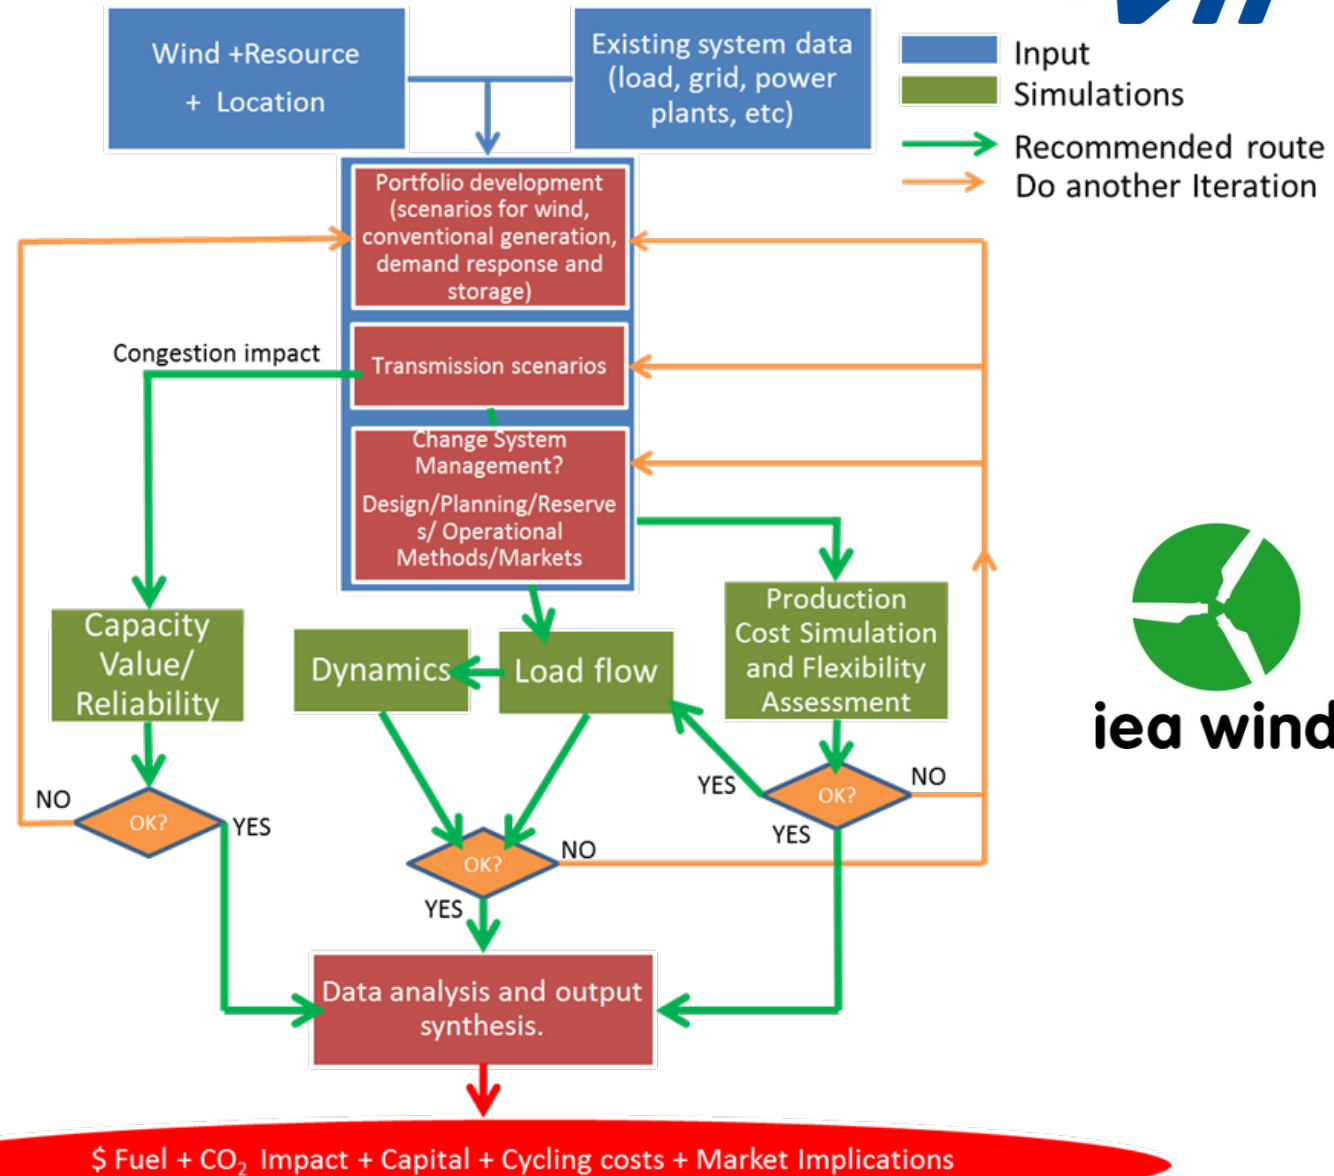 Wind +Resource
+ Location
Existing system data
(load, grid, power
plants, etc)
Input
Simulations
Recommended route
Do another Iteration
Portfolio development
(scenarios for wind,
conventional generation,
demand response and
storage)
Congestion impact
Transmission scenarios
Change System
Management?
Design/Planning/Reserve
s/ Operational
Methods/Markets
Capacity
Value/
Reliability
Dynamics
Load flow
Production
Cost Simulation
and Flexibility
Assessment
iea wind
NO
OK?
YES
YES
OK?
NO
YES
OK?
NO
YES
Data analysis and output
synthesis.
$ Fuel + CO₂ Impact + Capital + Cycling costs + Market Implications